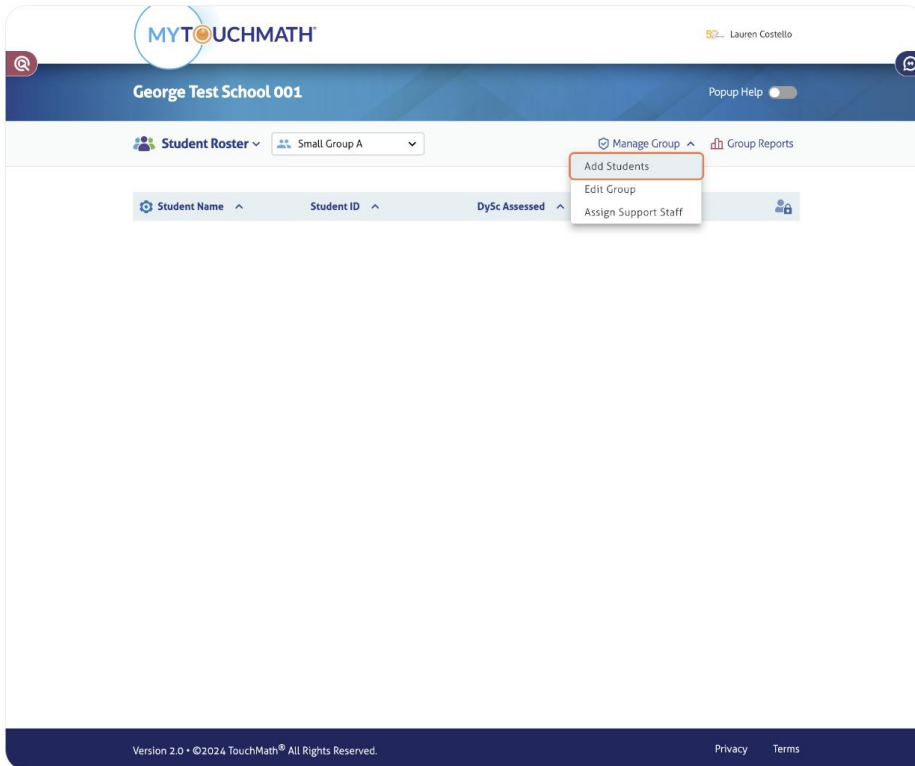 MYTOUCHMATH®
Lauren Costello
George Test School 001
Popup Help
Student Roster
Small Group A
Manage Group
Group Reports
Add Students
Edit Group
Assign Support Staff
Student Name
Student ID
DySc Assessed
Version 2.0 • ©2024 TouchMath® All Rights Reserved.
Privacy
Terms